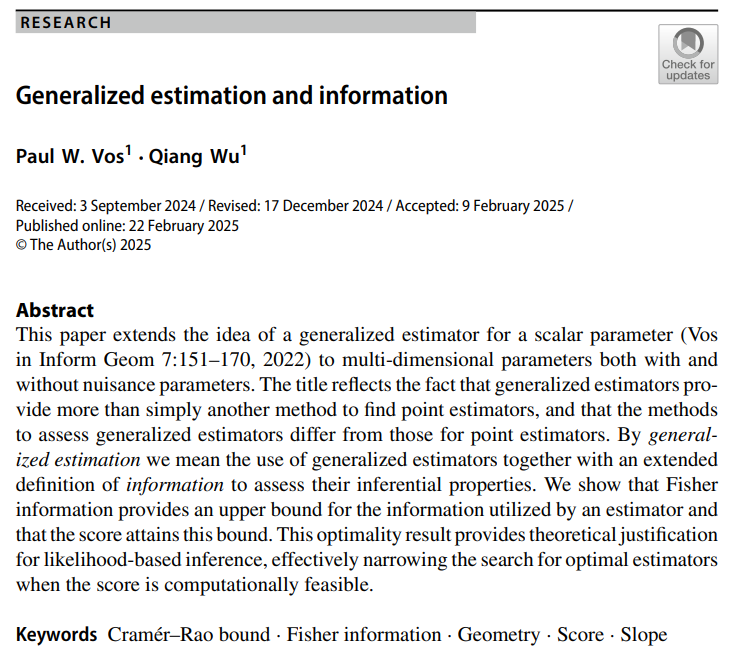 RESEARCH
Check for
updates
Generalized estimation and information
Paul W. Vos¹ · Qiang Wu¹
Received: 3 September 2024 / Revised: 17 December 2024 / Accepted: 9 February 2025 /
Published online: 22 February 2025
© The Author(s) 2025
Abstract
This paper extends the idea of a generalized estimator for a scalar parameter (Vos
in Inform Geom 7:151–170, 2022) to multi-dimensional parameters both with and
without nuisance parameters. The title reflects the fact that generalized estimators pro-
vide more than simply another method to find point estimators, and that the methods
to assess generalized estimators differ from those for point estimators. By general-
ized estimation we mean the use of generalized estimators together with an extended
definition of information to assess their inferential properties. We show that Fisher
information provides an upper bound for the information utilized by an estimator and
that the score attains this bound. This optimality result provides theoretical justification
for likelihood-based inference, effectively narrowing the search for optimal estimators
when the score is computationally feasible.
Keywords Cramér–Rao bound · Fisher information · Geometry · Score · Slope